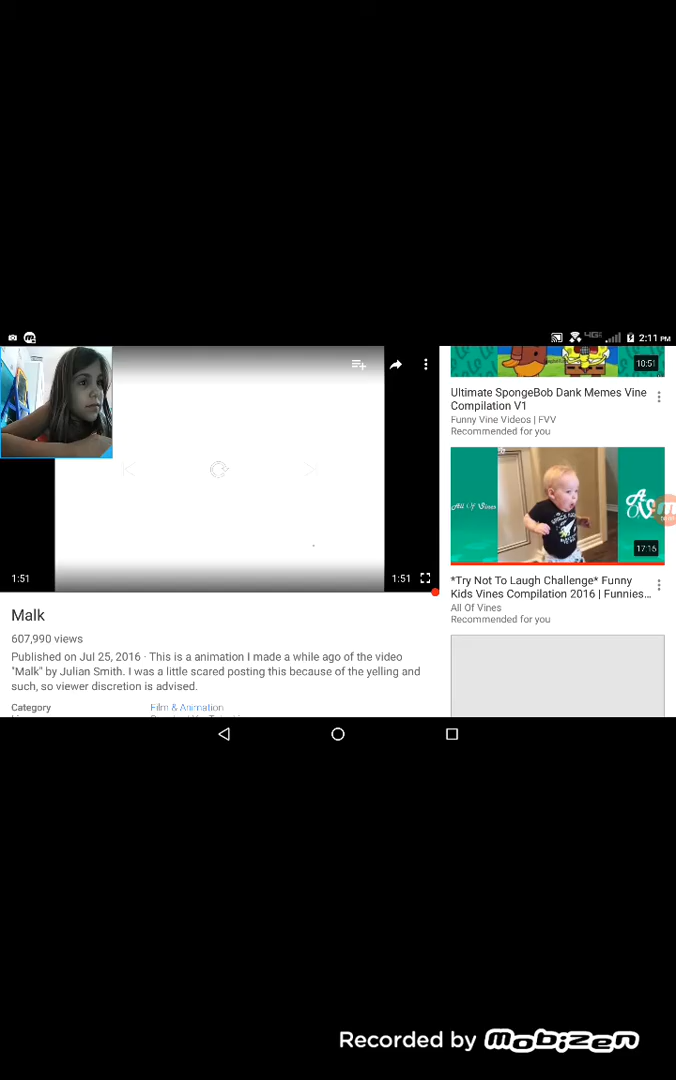 2:11 PM
10:51
Ultimate SpongeBob Dank Memes Vine
Compilation V1
Funny Vine Videos | FVV
Recommended for you
All Of Vines
17:16
*Try Not To Laugh Challenge* Funny
Kids Vines Compilation 2016 | Funnies...
All Of Vines
Recommended for you
1:51
1:51
Malk
607,990 views
Published on Jul 25, 2016 · This is a animation I made a while ago of the video
"Malk" by Julian Smith. I was a little scared posting this because of the yelling and
such, so viewer discretion is advised.
Category
Film & Animation
Recorded by mobizen